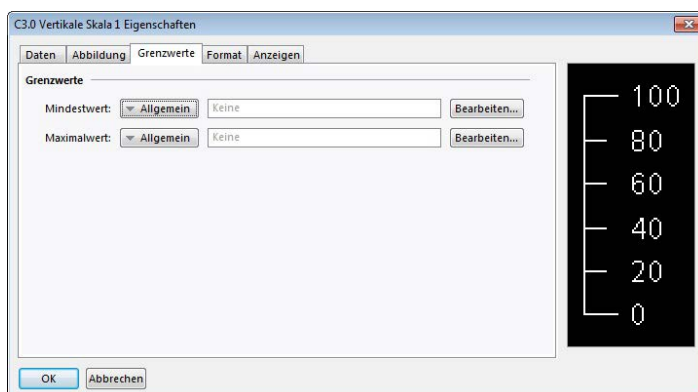 C3.0 Vertikale Skala 1 Eigenschaften
Daten Abbildung Grenzwerte Format Anzeigen
Grenzwerte
Mindestwert: Allgemein Keine Bearbeiten...
Maximalwert: Allgemein Keine Bearbeiten...
100
80
60
40
20
0
OK Abbrechen